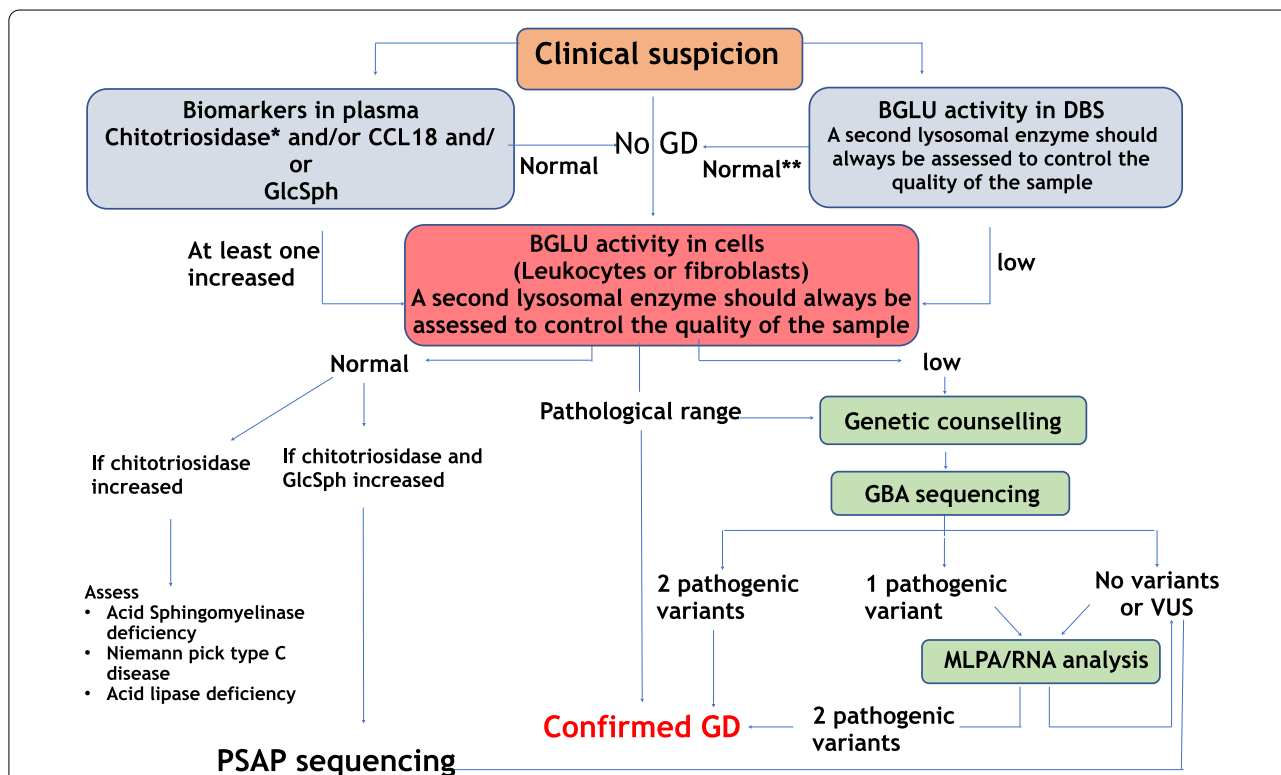 Clinical suspicion
Biomarkers in plasma
Chitotriosidase* and/or CCL18 and/
or
GlcSph
Normal
No GD
Normal**
BGLU activity in DBS
A second lysosomal enzyme should
always be assessed to control the
quality of the sample
At least one
increased
BGLU activity in cells
(Leukocytes or fibroblasts)
A second lysosomal enzyme should always be
assessed to control the quality of the sample
low
Normal
low
Pathological range
Genetic counselling
If chitotriosidase
increased
If chitotriosidase and
GlcSph increased
GBA sequencing
Assess
• Acid Sphingomyelinase
deficiency
• Niemann pick type C
disease
• Acid lipase deficiency
2 pathogenic
variants
1 pathogenic
variant
No variants
or VUS
MLPA/RNA analysis
Confirmed GD
2 pathogenic
variants
PSAP sequencing